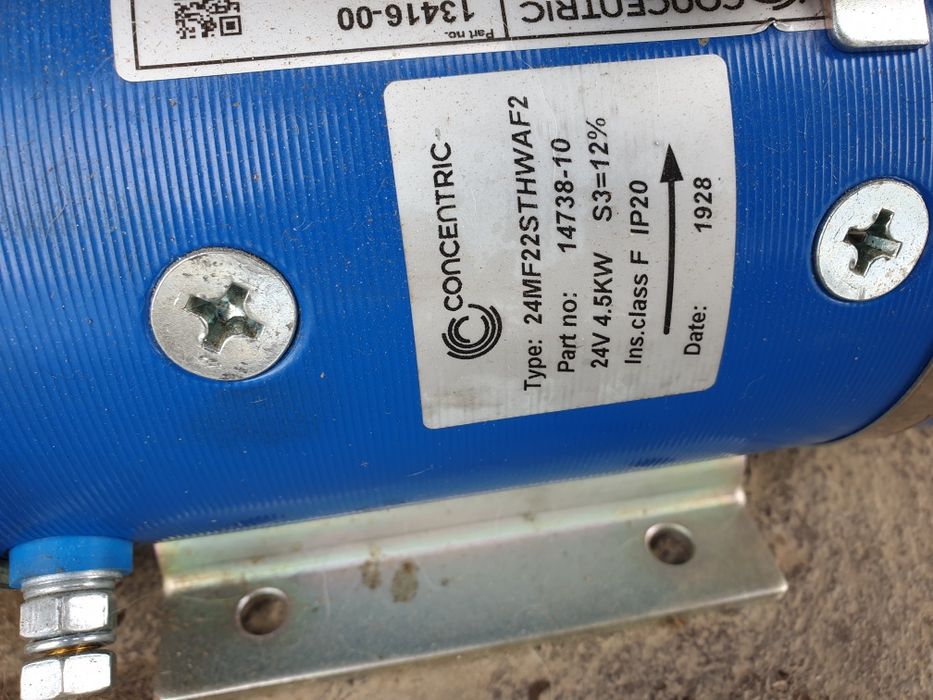 CONCENTRIC
Part no.
13416-00
CONCENTRIC
Type: 24MF22STHWAF2
Part no: 14738-10
24V 4.5KW S3=12%
Ins.class F IP20
Date: 1928